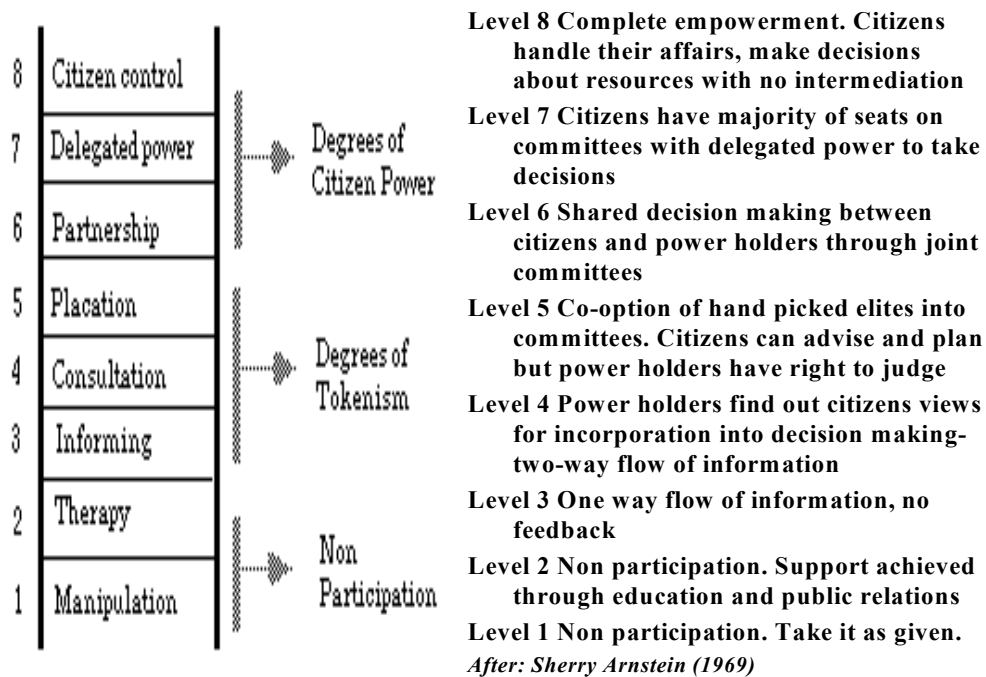 8 Citizen control
7 Delegated power
6 Partnership
5 Placation
4 Consultation
3 Informing
2 Therapy
1 Manipulation
Degrees of
Citizen Power
Degrees of
Tokenism
Non
Participation
Level 8 Complete empowerment. Citizens
handle their affairs, make decisions
about resources with no intermediation
Level 7 Citizens have majority of seats on
committees with delegated power to take
decisions
Level 6 Shared decision making between
citizens and power holders through joint
committees
Level 5 Co-option of hand picked elites into
committees. Citizens can advise and plan
but power holders have right to judge
Level 4 Power holders find out citizens views
for incorporation into decision making-
two-way flow of information
Level 3 One way flow of information, no
feedback
Level 2 Non participation. Support achieved
through education and public relations
Level 1 Non participation. Take it as given.
After: Sherry Arnstein (1969)